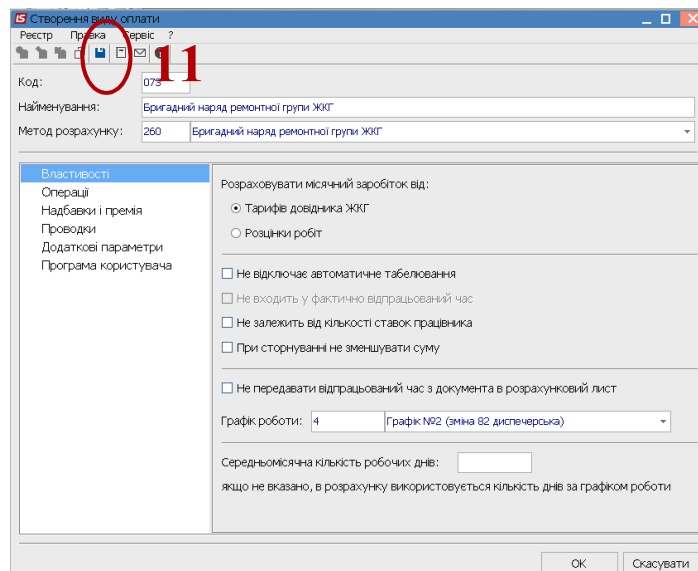 Створення виду оплати
Реєстр Правка Сервіс ?
11
Код: 073
Найменування: Бригадний наряд ремонтної групи ЖКГ
Метод розрахунку: 260 Бригадний наряд ремонтної групи ЖКГ
Властивості
Операції
Надбавки і премія
Проводки
Додаткові параметри
Програма користувача
Розраховувати місячний заробіток від:
Тарифів довідника ЖКГ
Розцінки робіт
Не відключає автоматичне табелювання
Не входить у фактично відпрацьований час
Не залежить від кількості ставок працівника
При сторнуванні не зменшувати суму
Не передавати відпрацьований час з документа в розрахунковий лист
Графік роботи: 4 Графік №2 (зміна 82 диспечерська)
Середньомісячна кількість робочих днів:
якщо не вказано, в розрахунку використовується кількість днів за графіком роботи
ОК Скасувати